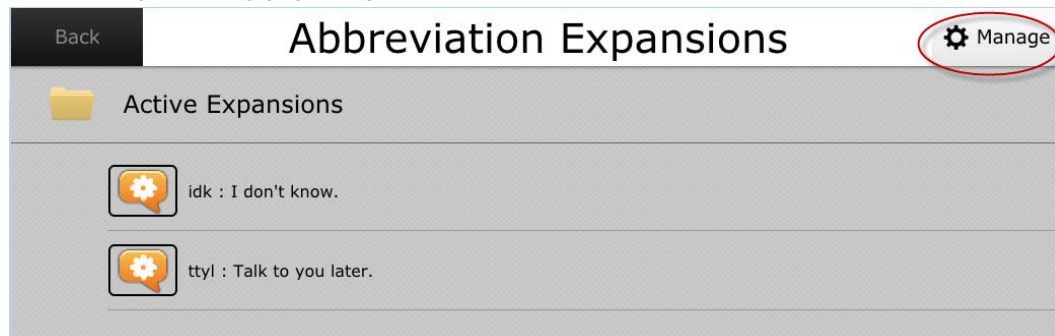 Back
Abbreviation Expansions
Manage
Active Expansions
idk : I don't know.
ttyl : Talk to you later.